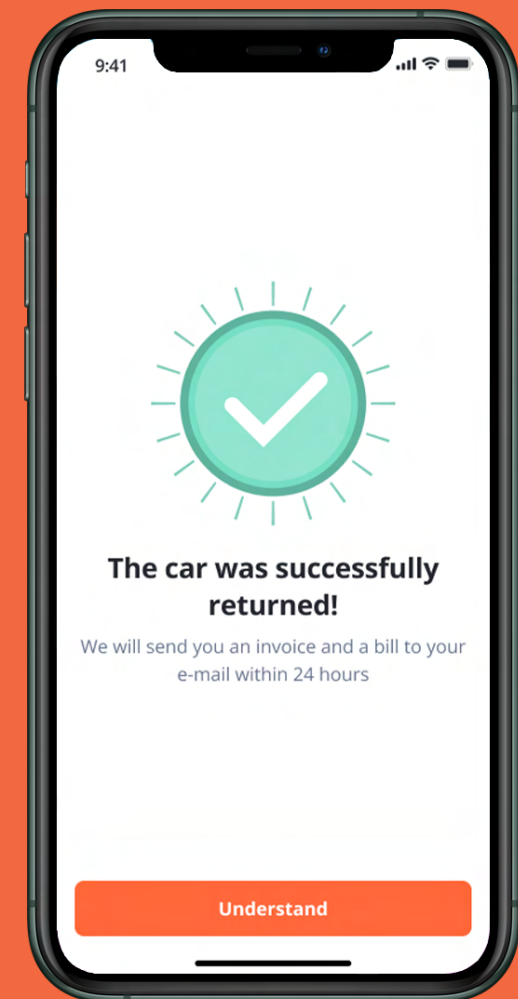 9:41
The car was successfully
returned!
We will send you an invoice and a bill to your
e-mail within 24 hours
Understand